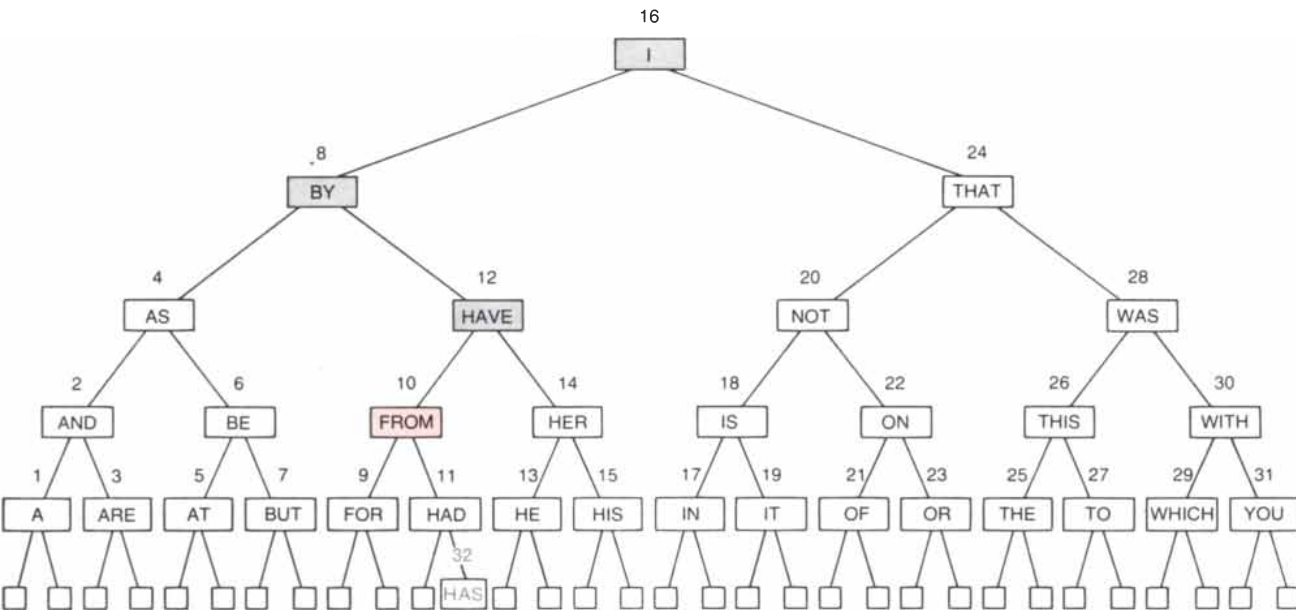 16
I
8 24
BY THAT
4 12 20 28
AS HAVE NOT WAS
2 6 10 14 18 22 26 30
AND BE FROM HER IS ON THIS WITH
1 3 5 7 9 11 13 15 17 19 21 23 25 27 29 31
A ARE AT BUT FOR HAD HE HIS IN IT OF OR THE TO WHICH YOU
32
HAS